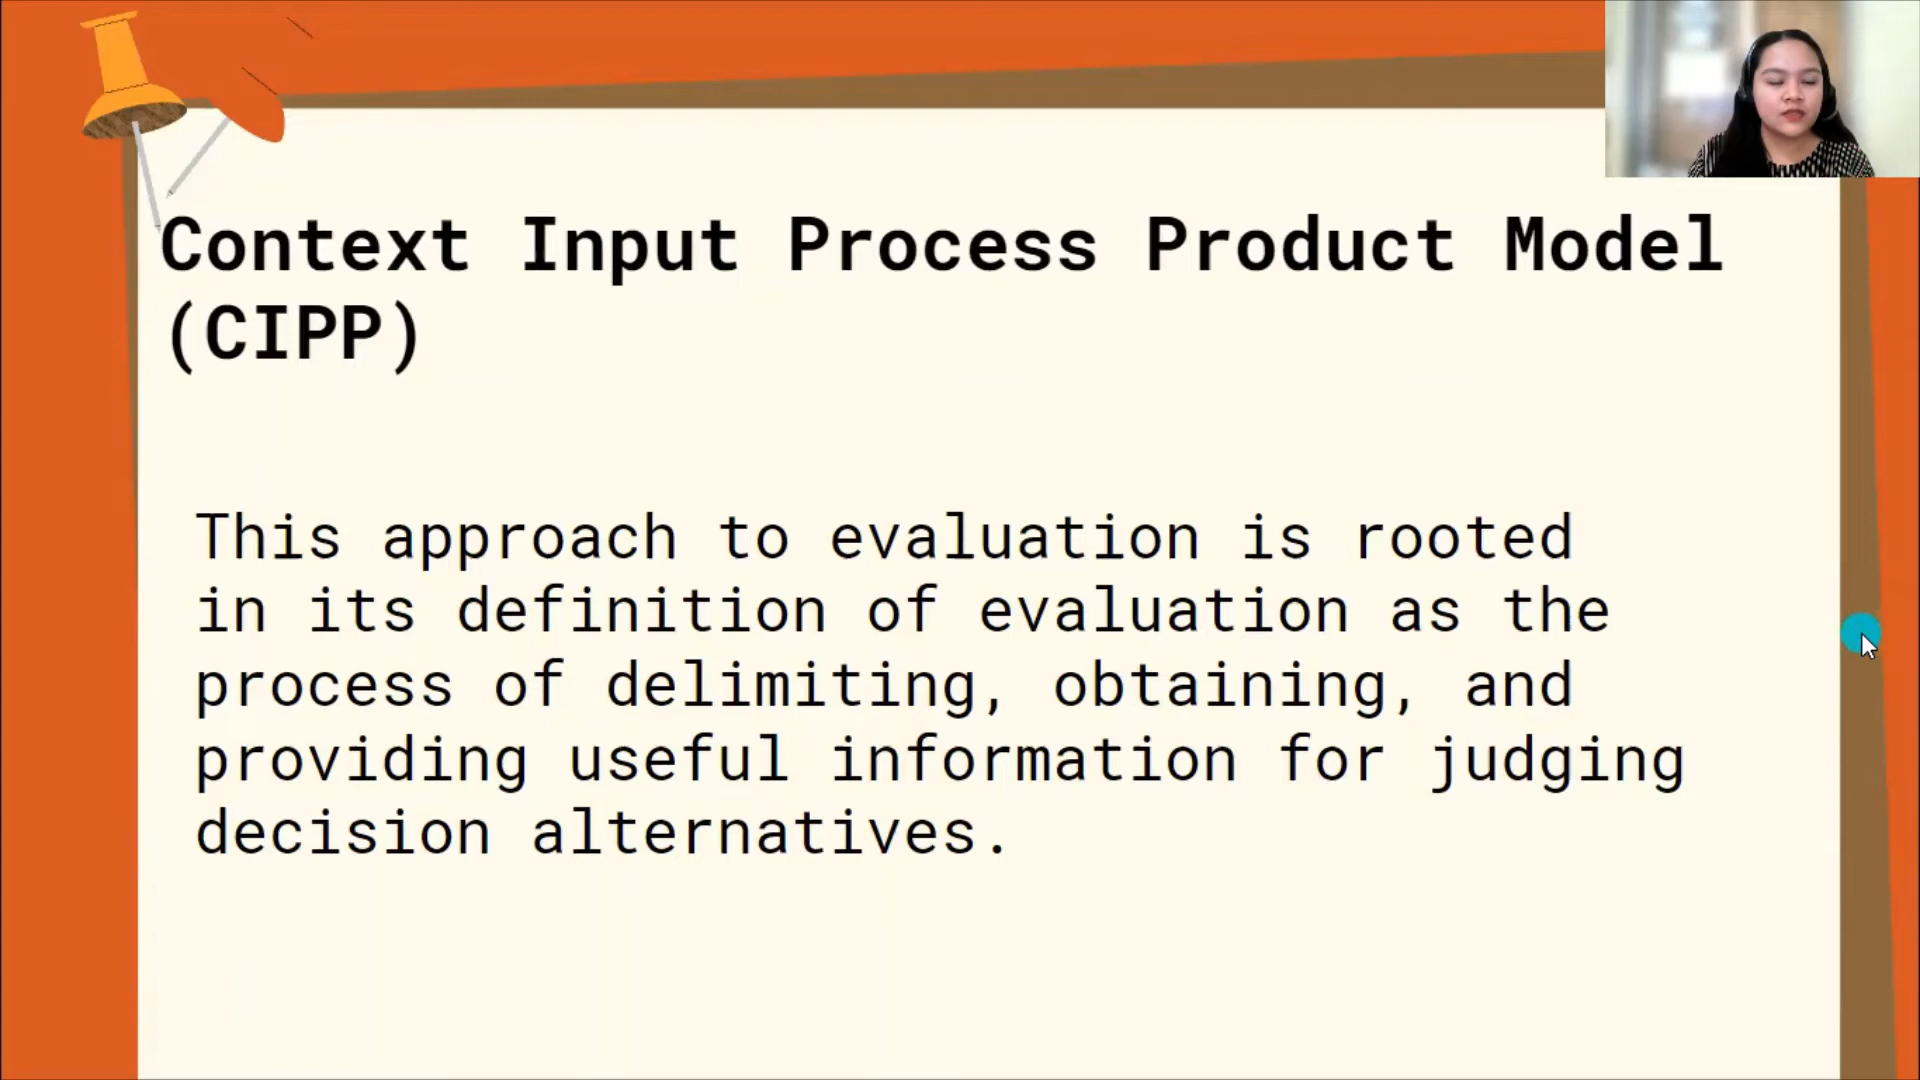 Context Input Process Product Model
(CIPP)
This approach to evaluation is rooted
in its definition of evaluation as the
process of delimiting, obtaining, and
providing useful information for judging
decision alternatives.